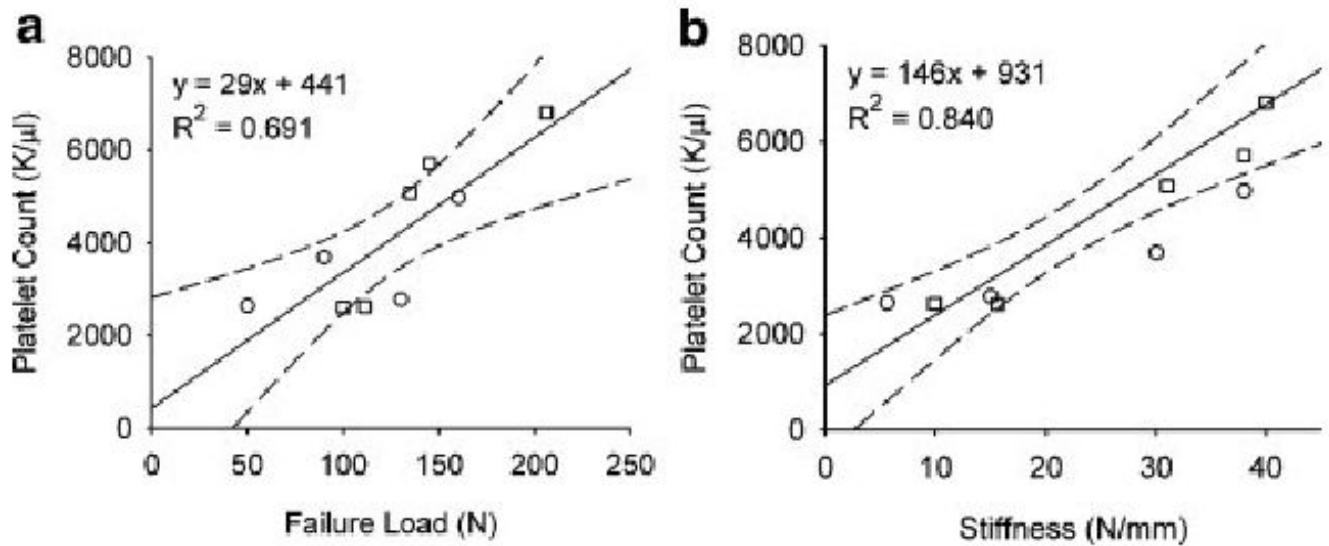 a
8000
6000
4000
2000
0
Platelet Count (K/μl)
y = 29x + 441
R² = 0.691
0 50 100 150 200 250
Failure Load (N)
b
8000
6000
4000
2000
0
Platelet Count (K/μl)
y = 146x + 931
R² = 0.840
0 10 20 30 40
Stiffness (N/mm)